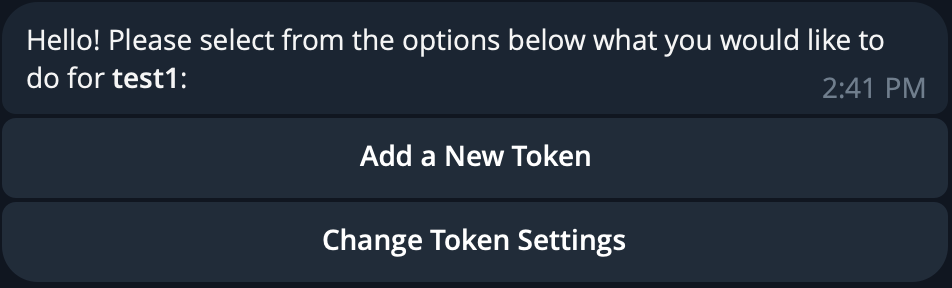 Hello! Please select from the options below what you would like to
do for test1:
2:41 PM
Add a New Token
Change Token Settings